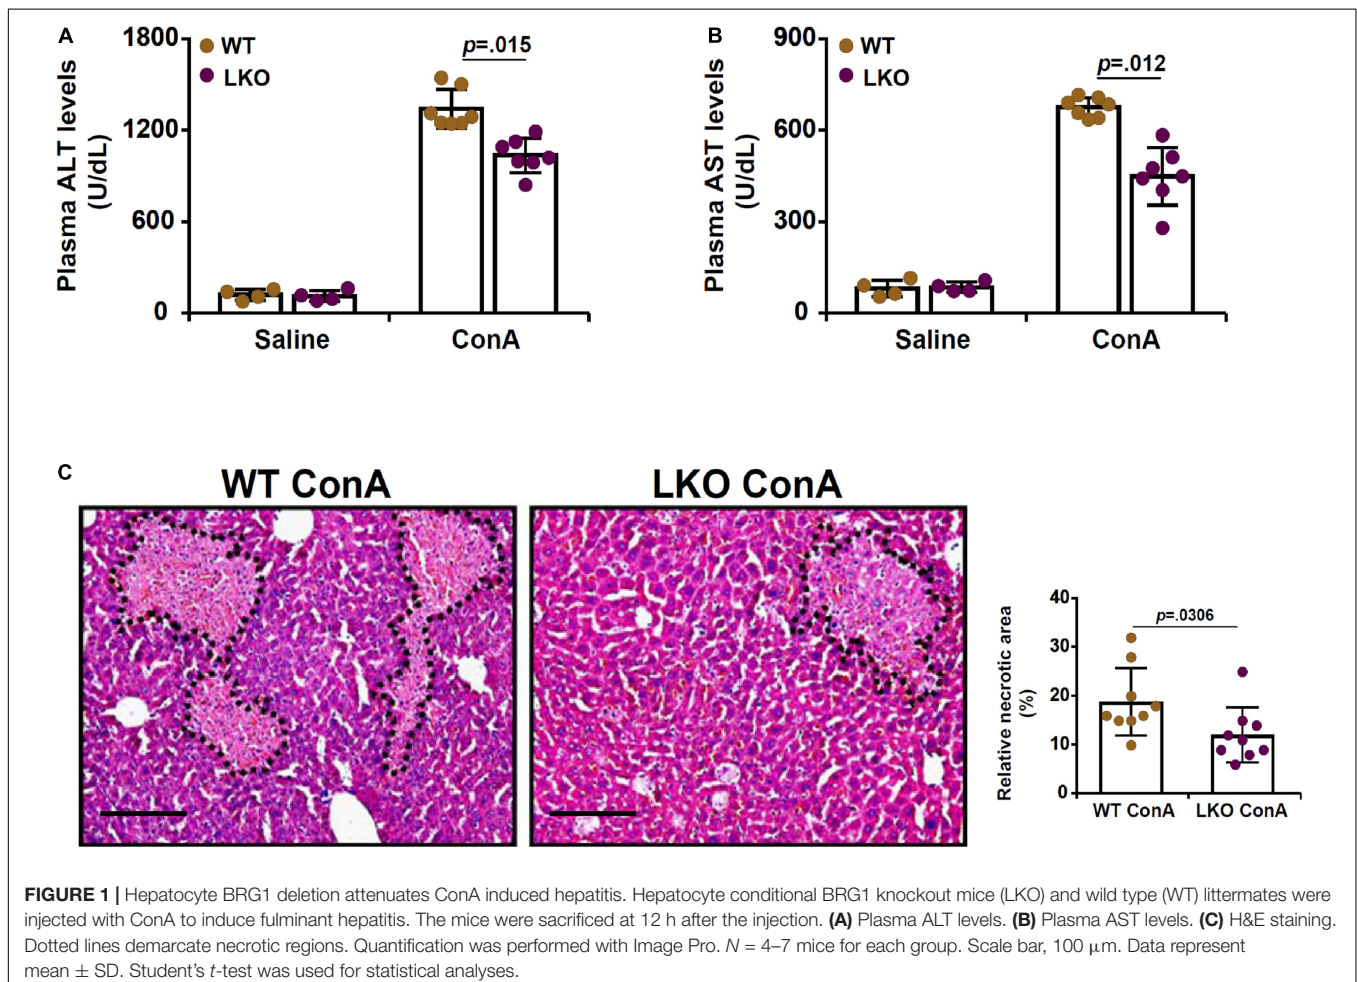 A
1800
1200
600
0
Plasma ALT levels
(U/dL)
WT
LKO
p=.015
Saline
ConA
B
900
600
300
0
Plasma AST levels
(U/dL)
WT
LKO
p=.012
Saline
ConA
C
WT ConA
LKO ConA
40
30
20
10
0
Relative necrotic area
(%)
p=.0306
WT ConA
LKO ConA
FIGURE 1 | Hepatocyte BRG1 deletion attenuates ConA induced hepatitis. Hepatocyte conditional BRG1 knockout mice (LKO) and wild type (WT) littermates were
injected with ConA to induce fulminant hepatitis. The mice were sacrificed at 12 h after the injection. (A) Plasma ALT levels. (B) Plasma AST levels. (C) H&E staining.
Dotted lines demarcate necrotic regions. Quantification was performed with Image Pro. N = 4–7 mice for each group. Scale bar, 100 μm. Data represent
mean ± SD. Student's t-test was used for statistical analyses.